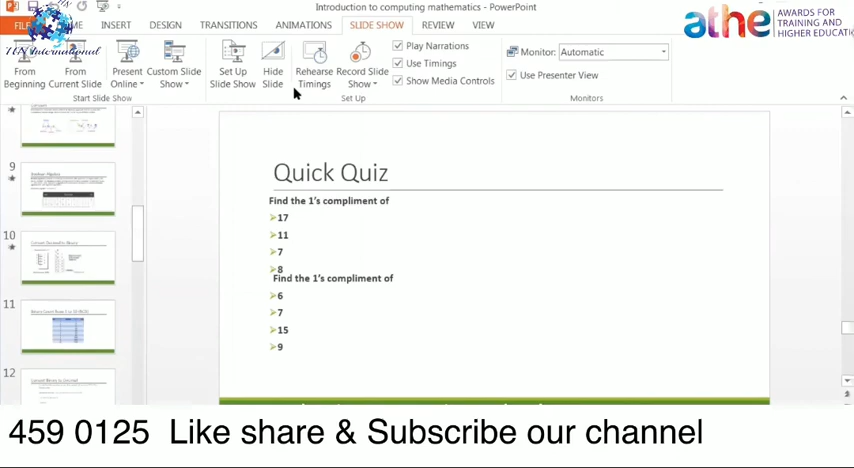 Introduction to computing mathematics - PowerPoint
FILE HOME INSERT DESIGN TRANSITIONS ANIMATIONS SLIDE SHOW REVIEW VIEW
International
athe AWARDS FOR
TRAINING AND
HIGHER EDUCATI
From Beginning
From Current Slide
Present Online
Custom Slide Show
Set Up Slide Show
Hide Slide
Rehearse Timings
Record Slide Show
Play Narrations
Use Timings
Show Media Controls
Monitor: Automatic
Use Presenter View
Start Slide Show
Set Up
Monitors
9
10
11
12
Quick Quiz
Find the 1's compliment of
17
11
7
8
Find the 1's compliment of
6
7
15
9
459 0125 Like share & Subscribe our channel